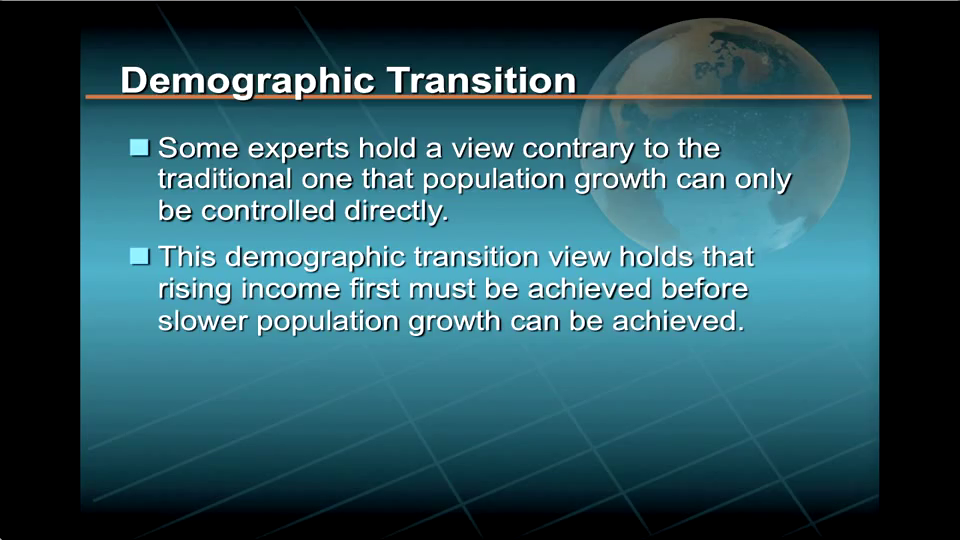 Demographic Transition
Some experts hold a view contrary to the
traditional one that population growth can only
be controlled directly.
This demographic transition view holds that
rising income first must be achieved before
slower population growth can be achieved.